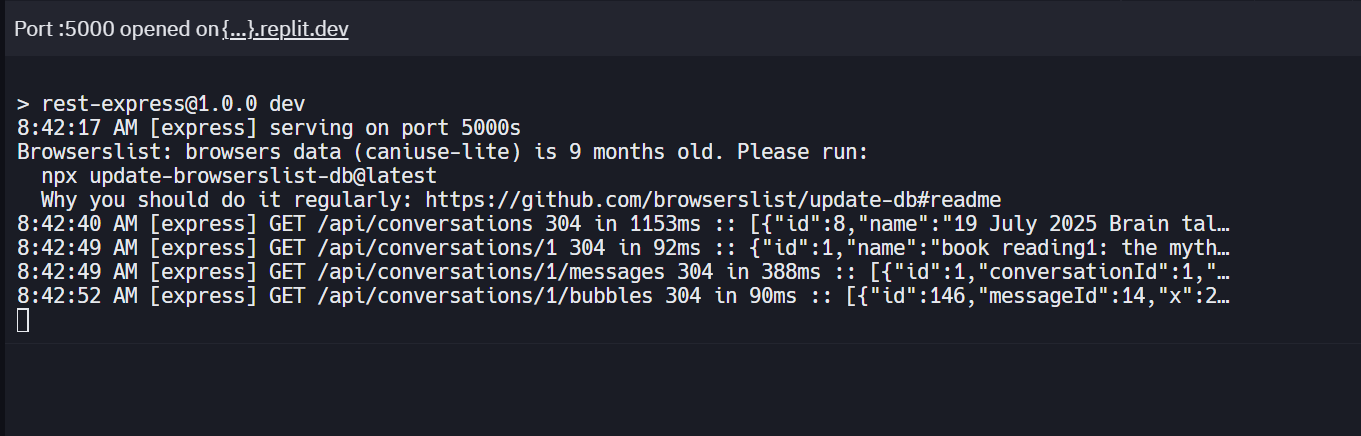 Port :5000 opened on {...}.replit.dev
> rest-express@1.0.0 dev
8:42:17 AM [express] serving on port 5000s
Browserslist: browsers data (caniuse-lite) is 9 months old. Please run:
  npx update-browserslist-db@latest
  Why you should do it regularly: https://github.com/browserslist/update-db#readme
8:42:40 AM [express] GET /api/conversations 304 in 1153ms :: [{"id":8,"name":"19 July 2025 Brain tal…
8:42:49 AM [express] GET /api/conversations/1 304 in 92ms :: {"id":1,"name":"book reading1: the myth…
8:42:49 AM [express] GET /api/conversations/1/messages 304 in 388ms :: [{"id":1,"conversationId":1,"…
8:42:52 AM [express] GET /api/conversations/1/bubbles 304 in 90ms :: [{"id":146,"messageId":14,"x":2…